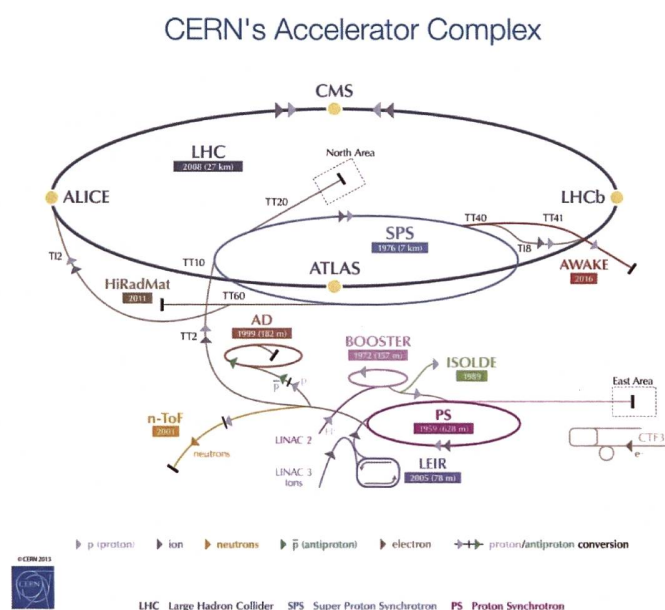 CERN's Accelerator Complex
CMS
LHC
2008 (27 km)
North Area
ALICE
LHCb
TT20
TT40
TT41
SPS
1976 (7 km)
TI8
TI2
TT10
ATLAS
AWAKE
2016
HiRadMat
2011
TT60
AD
1999 (182 m)
TT2
BOOSTER
1972 (157 m)
ISOLDE
1989
p
p̄
East Area
n-ToF
2001
PS
1959 (628 m)
LINAC 2
neutrons
CTF3
e-
LEIR
2005 (78 m)
LINAC 3
Ions
p (proton)
ion
neutrons
p̄ (antiproton)
electron
proton/antiproton conversion
© CERN 2013
CERN
LHC Large Hadron Collider SPS Super Proton Synchrotron PS Proton Synchrotron